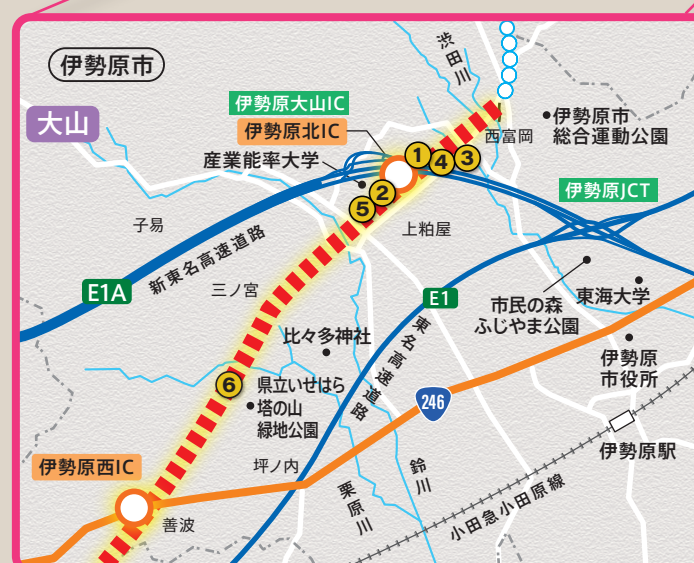 伊勢原市
大山
伊勢原大山IC
伊勢原北IC
産業能率大学
渋田川
西富岡
伊勢原市
総合運動公園
1
4
3
2
5
上粕屋
伊勢原JCT
子易
新東名高速道路
E1A
三ノ宮
E1
東名高速道路
市民の森
ふじやま公園
東海大学
比々多神社
伊勢原
市役所
6
県立いせはら
塔の山
緑地公園
246
伊勢原駅
伊勢原西IC
坪ノ内
善波
栗原川
鈴川
小田急小田原線